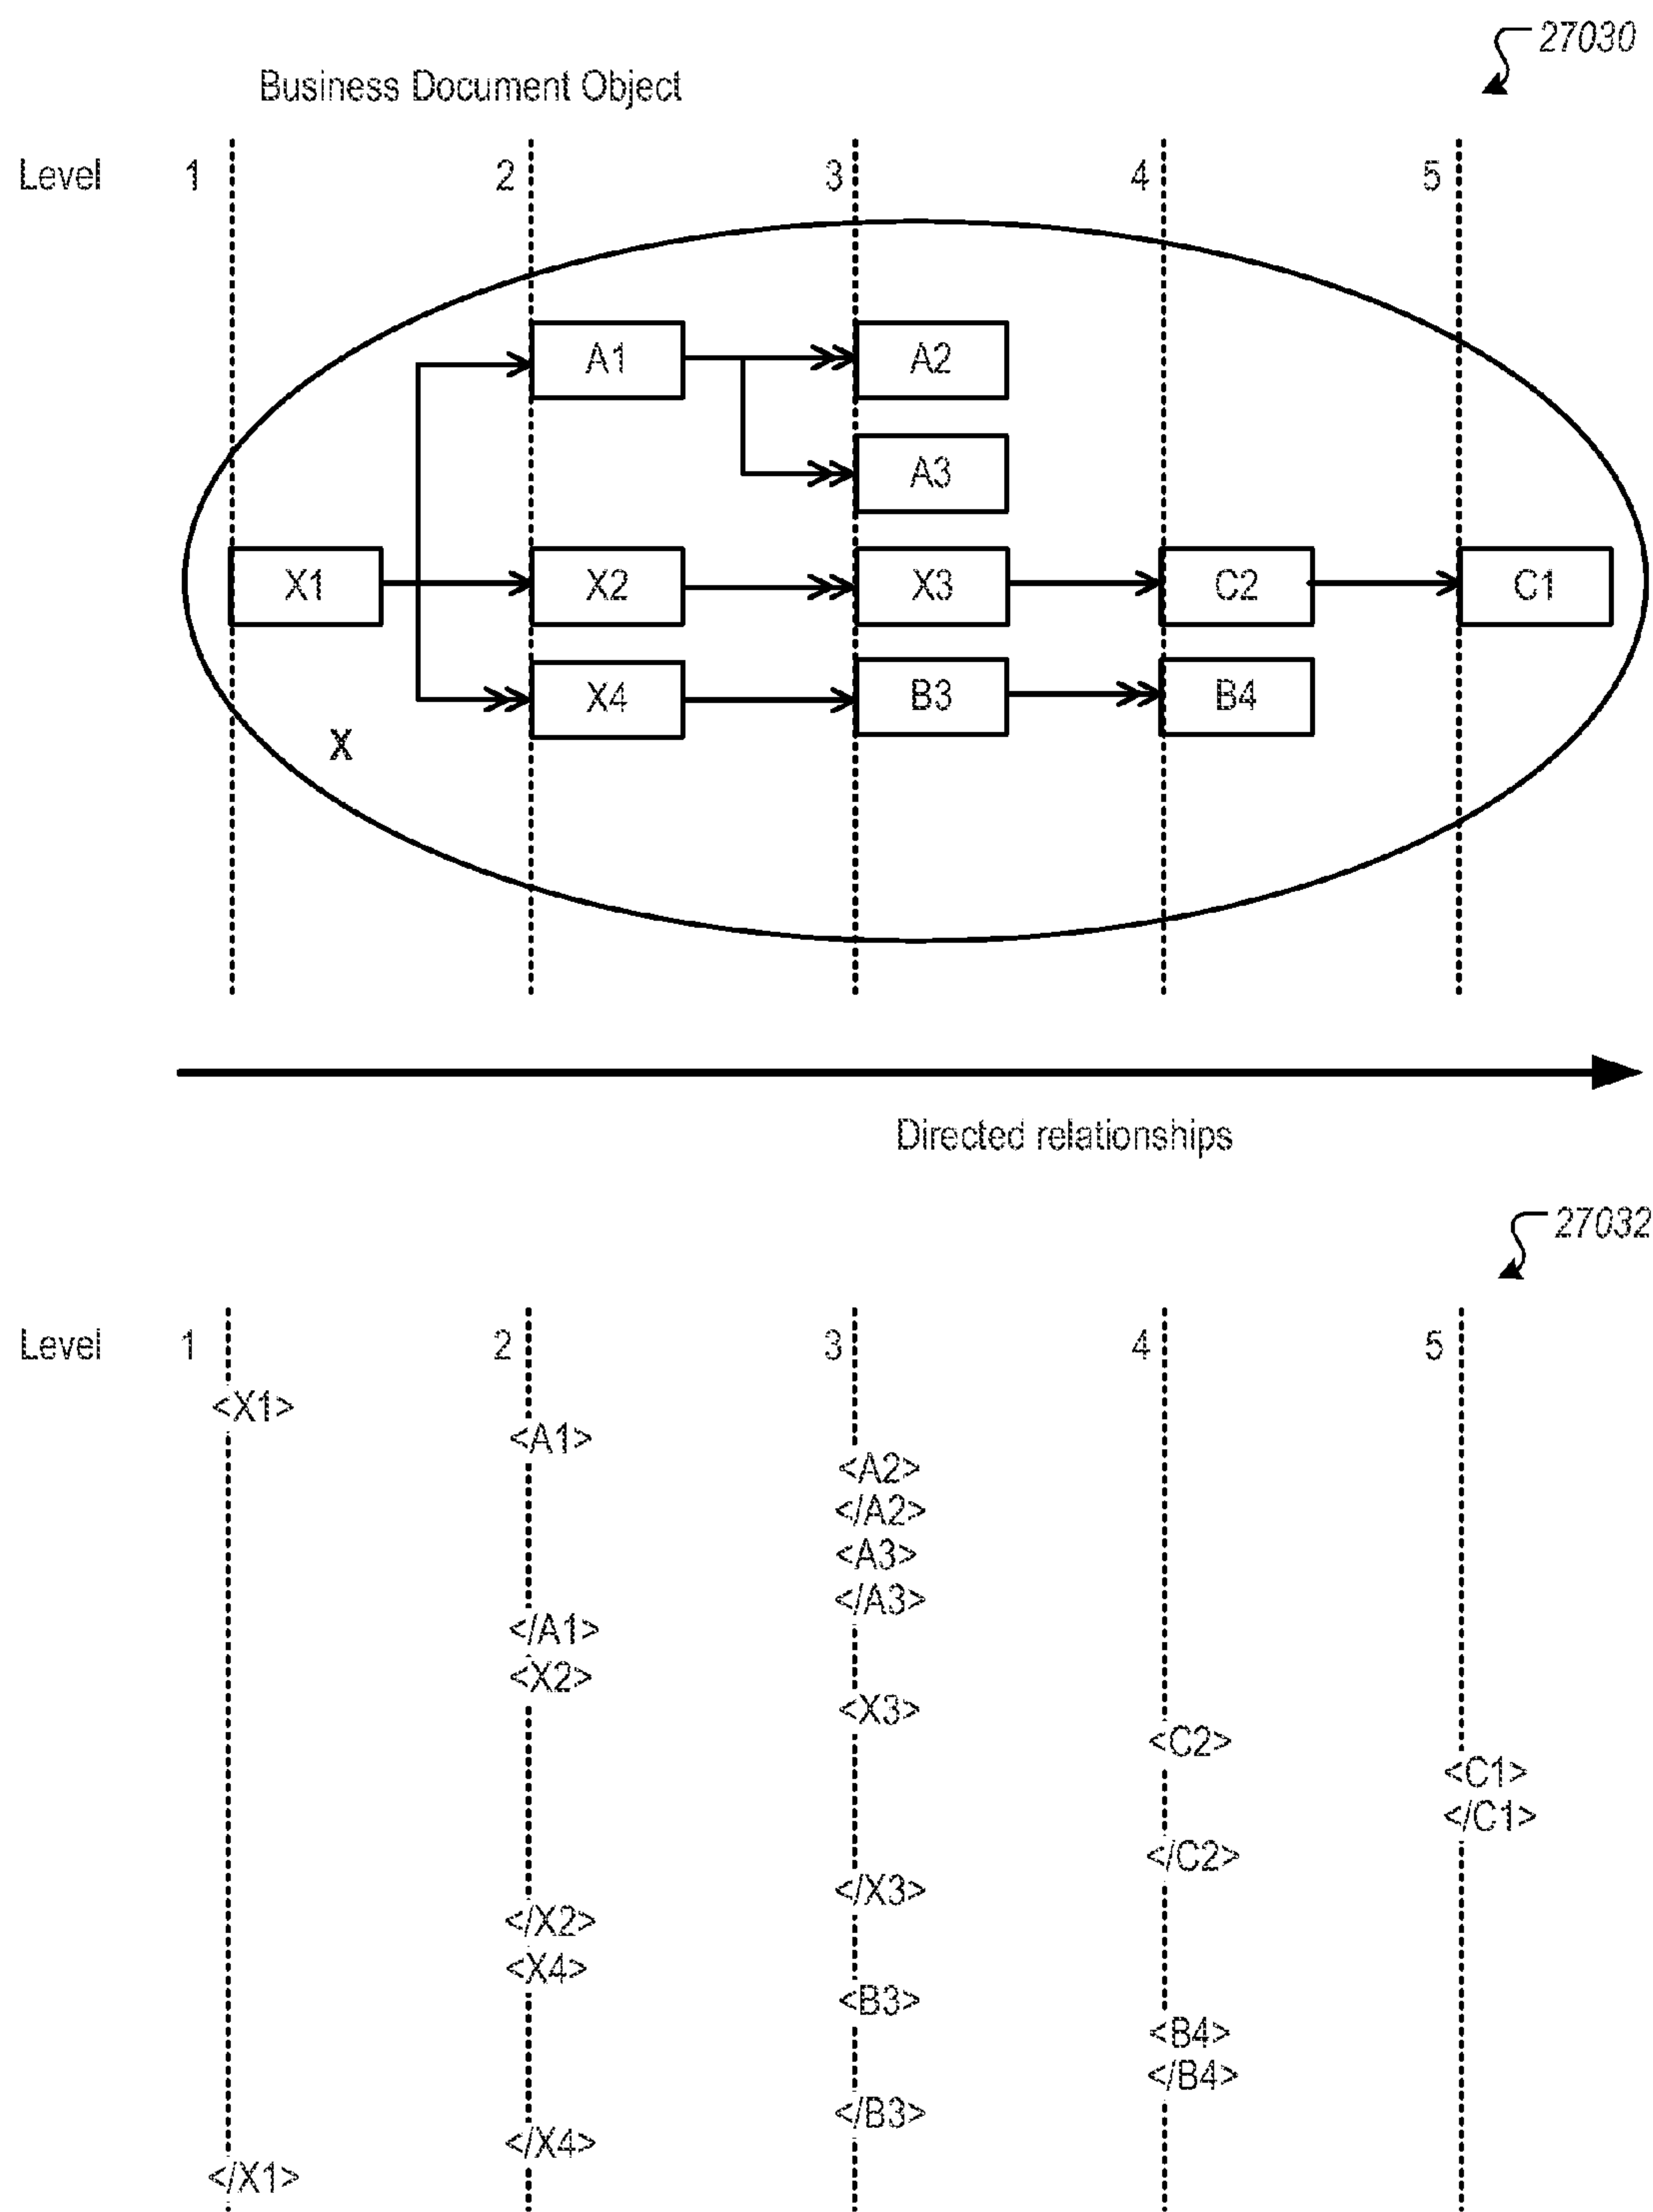 27030
Business Document Object
Level 1 2 3 4 5
A1 A2
A3
X1 X2 X3 C2 C1
X4 B3 B4
X
Directed relationships
27032
Level 1 2 3 4 5
<X1>
<A1>
<A2>
</A2>
<A3>
</A3>
</A1>
<X2>
<X3>
<C2>
<C1>
</C1>
</C2>
</X3>
</X2>
<X4>
<B3>
<B4>
</B4>
</B3>
</X4>
</X1>